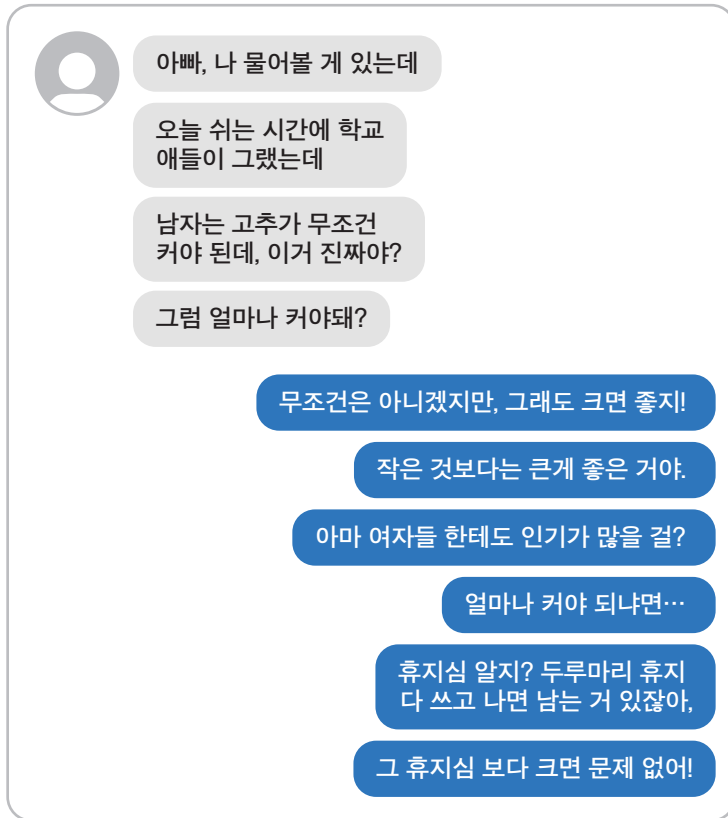 아빠, 나 물어볼 게 있는데
오늘 쉬는 시간에 학교
애들이 그랬는데
남자는 고추가 무조건
커야 된데, 이거 진짜야?
그럼 얼마나 커야돼?
무조건은 아니겠지만, 그래도 크면 좋지!
작은 것보다는 큰게 좋은 거야.
아마 여자들 한테도 인기가 많을 걸?
얼마나 커야 되냐면…
휴지심 알지? 두루마리 휴지
다 쓰고 나면 남는 거 있잖아,
그 휴지심 보다 크면 문제 없어!